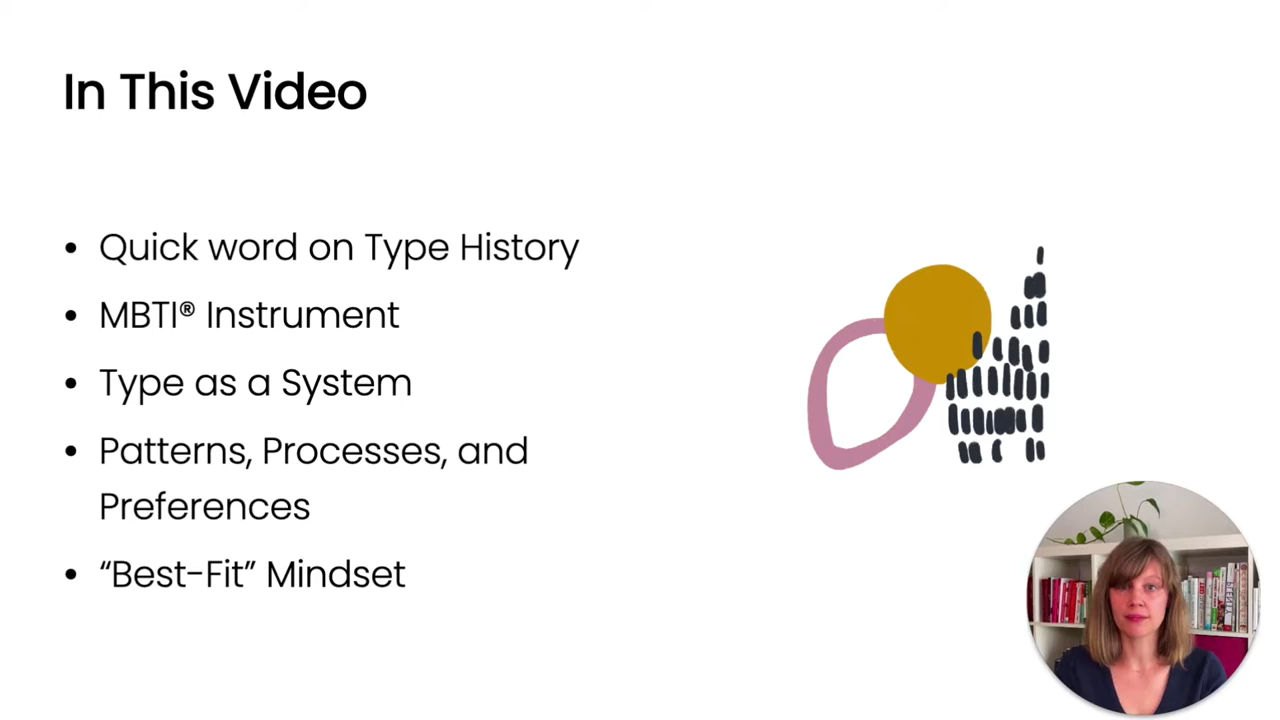 In This Video
• Quick word on Type History
• MBTI® Instrument
• Type as a System
• Patterns, Processes, and
Preferences
• “Best-Fit” Mindset